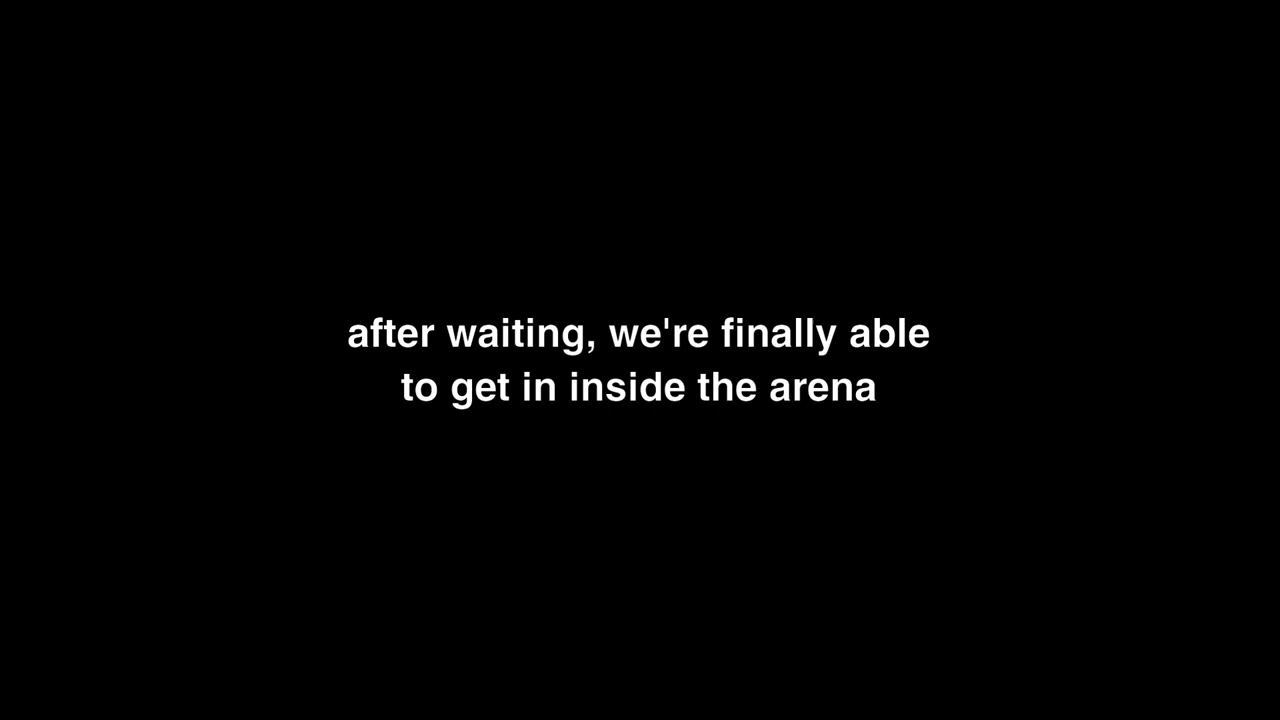 after waiting, we're finally able
to get in inside the arena